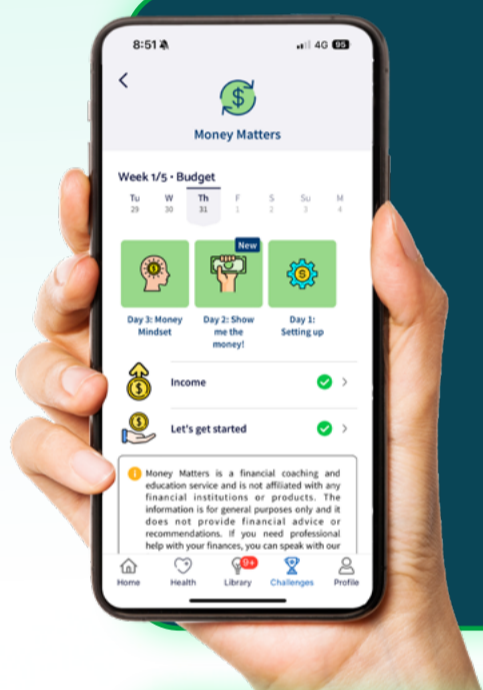 8:51
4G 95
Money Matters
Week 1/5 • Budget
Tu W Th F S Su M
29 30 31 1 2 3 4
New
Day 3: Money
Mindset
Day 2: Show
me the
money!
Day 1:
Setting up
Income
Let's get started
Money Matters is a financial coaching and
education service and is not affiliated with any
financial institutions or products. The
information is for general purposes only and it
does not provide financial advice or
recommendations. If you need professional
help with your finances, you can speak with our
9+
Home Health Library Challenges Profile